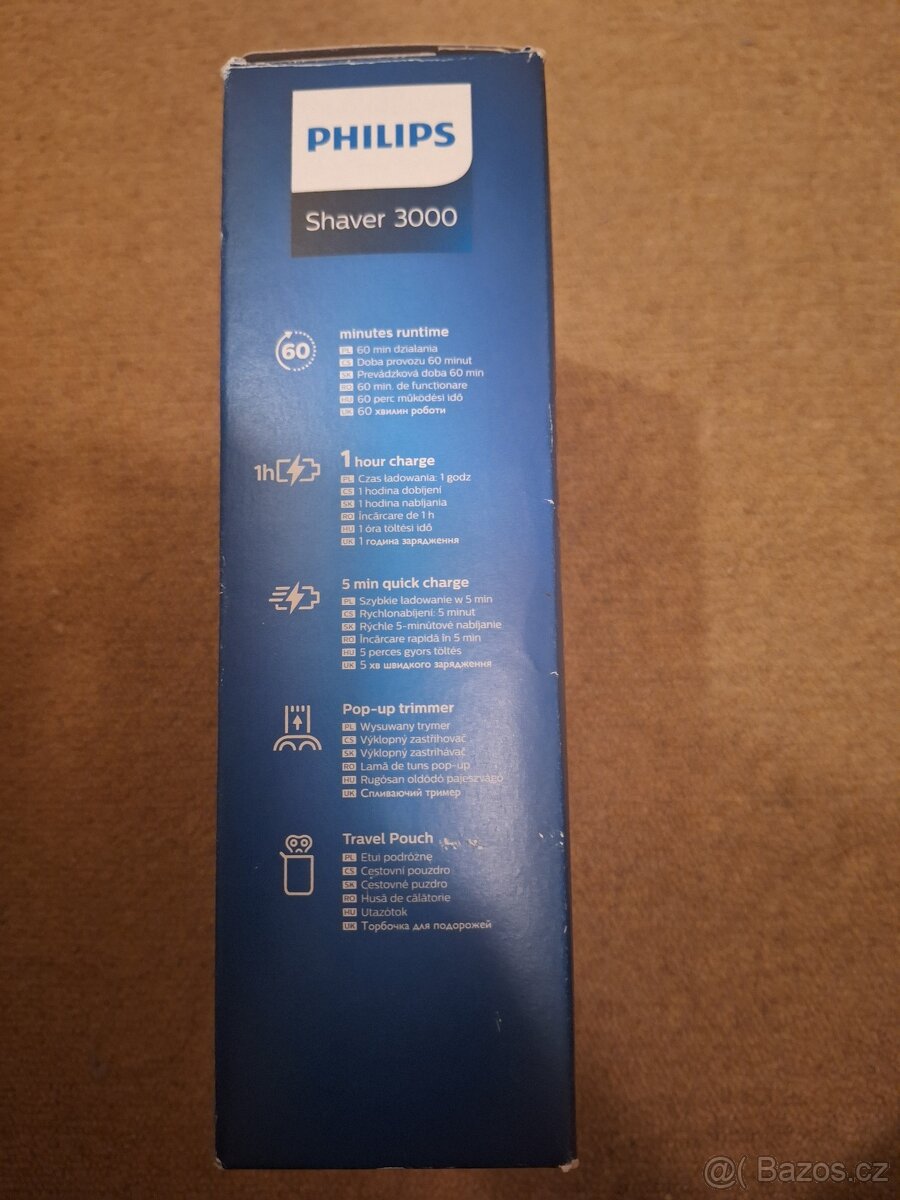 PHILIPS
Shaver 3000
60
minutes runtime
PL 60 min działania
CS Doba provozu 60 minut
SK Prevádzková doba 60 min
RO 60 min. de funcționare
HU 60 perc működési idő
UK 60 хвилин роботи
1h
1 hour charge
PL Czas ładowania: 1 godz
CS 1 hodina dobíjení
SK 1 hodina nabíjania
RO Încărcare de 1 h
HU 1 óra töltési idő
UK 1 година зарядження
5 min quick charge
PL Szybkie ładowanie w 5 min
CS Rychlonabíjení: 5 minut
SK Rýchle 5-minútové nabíjanie
RO Încărcare rapidă în 5 min
HU 5 perces gyors töltés
UK 5 хв швидкого зарядження
Pop-up trimmer
PL Wysuwany trymer
CS Výklopný zastřihovač
SK Výklopný zastrihávač
RO Lamă de tuns pop-up
HU Rugósan oldódó pajeszvágó
UK Спливаючий тример
Travel Pouch
PL Etui podróżne
CS Cestovní pouzdro
SK Cestovné puzdro
RO Husă de călătorie
HU Utazótok
UK Торбочка для подорожей
@( Bazos.cz